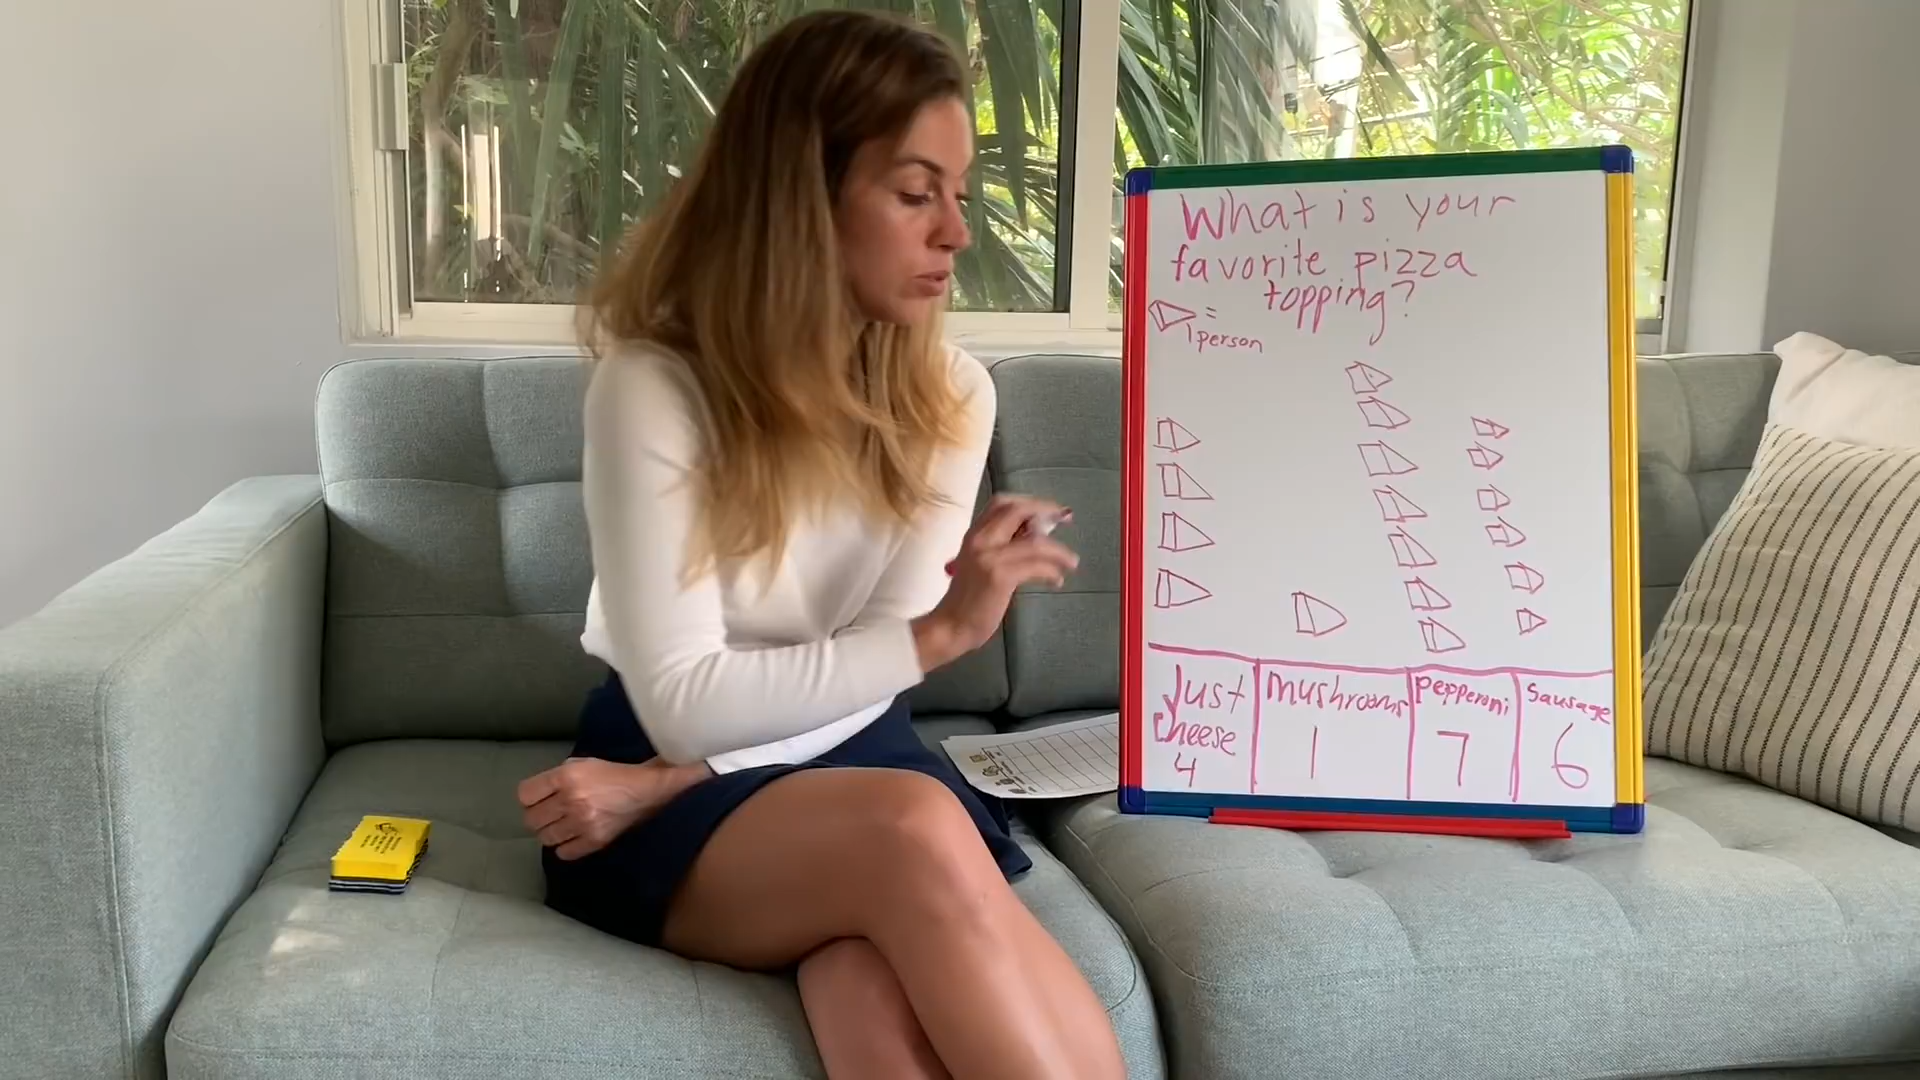 What is your
favorite pizza
topping?
=
1 person
Just
Cheese
4
mushrooms
1
pepperoni
7
Sausage
6